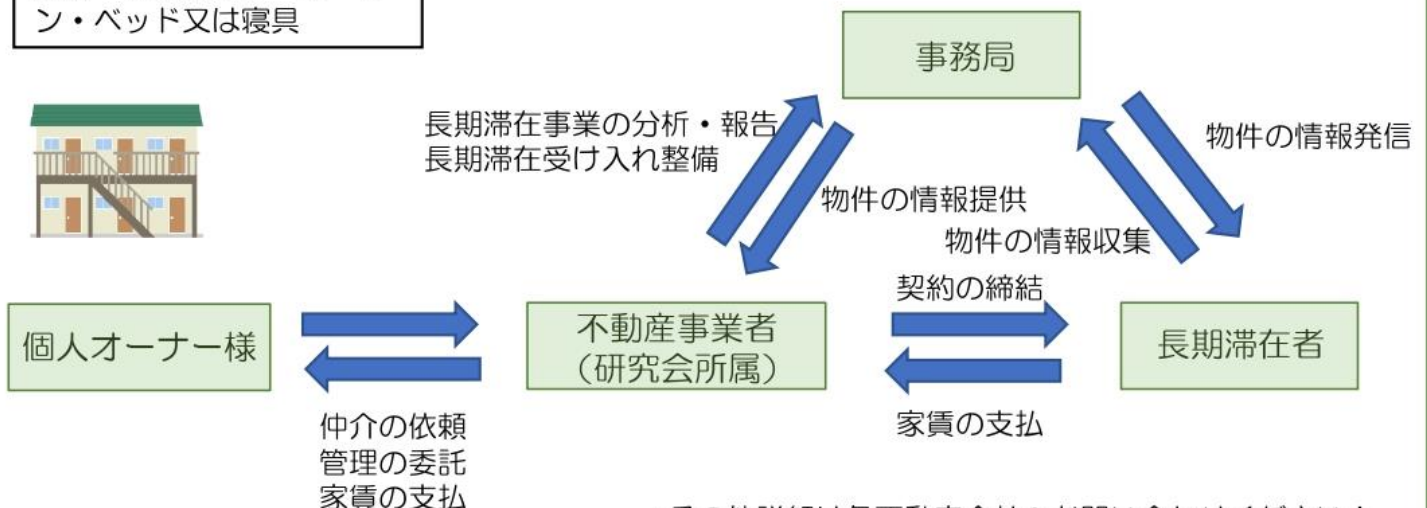 ン・ベッド又は寝具
事務局
長期滞在事業の分析・報告
長期滞在受け入れ整備
物件の情報発信
物件の情報提供
物件の情報収集
契約の締結
個人オーナー様
不動産事業者
（研究会所属）
長期滞在者
仲介の依頼
管理の委託
家賃の支払
家賃の支払